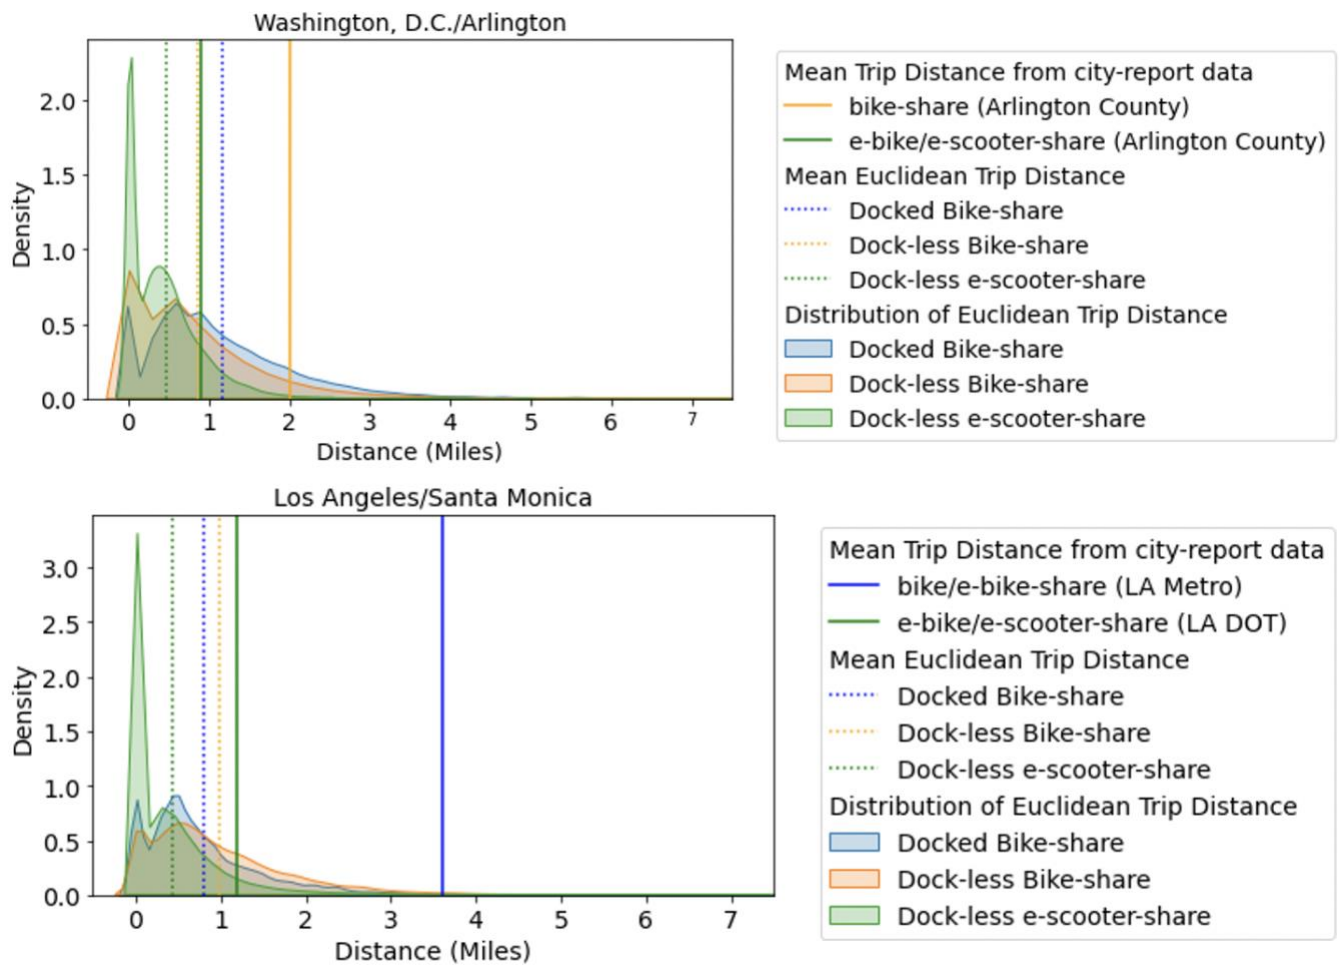 Washington, D.C./Arlington
2.0
1.5
1.0
0.5
0.0
Density
0 1 2 3 4 5 6 7
Distance (Miles)
Mean Trip Distance from city-report data
bike-share (Arlington County)
e-bike/e-scooter-share (Arlington County)
Mean Euclidean Trip Distance
Docked Bike-share
Dock-less Bike-share
Dock-less e-scooter-share
Distribution of Euclidean Trip Distance
Docked Bike-share
Dock-less Bike-share
Dock-less e-scooter-share
Los Angeles/Santa Monica
3.0
2.5
2.0
1.5
1.0
0.5
0.0
Density
0 1 2 3 4 5 6 7
Distance (Miles)
Mean Trip Distance from city-report data
bike/e-bike-share (LA Metro)
e-bike/e-scooter-share (LA DOT)
Mean Euclidean Trip Distance
Docked Bike-share
Dock-less Bike-share
Dock-less e-scooter-share
Distribution of Euclidean Trip Distance
Docked Bike-share
Dock-less Bike-share
Dock-less e-scooter-share